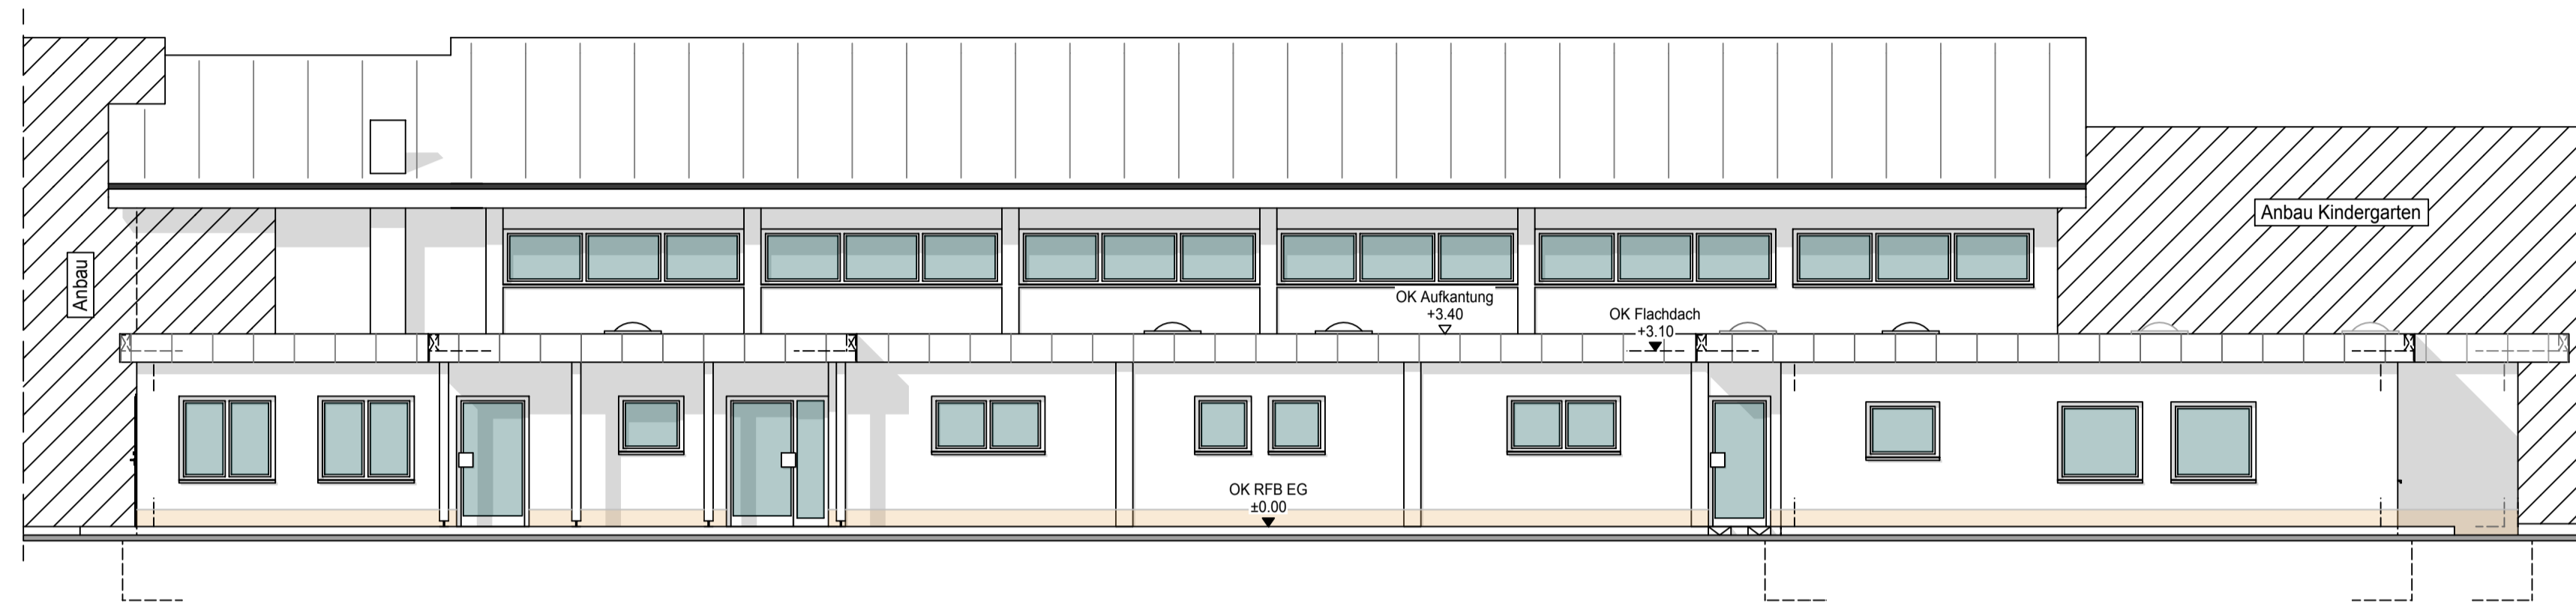 Anbau
Anbau Kindergarten
OK Aufkantung
+3.40
OK Flachdach
+3.10
OK RFB EG
±0.00